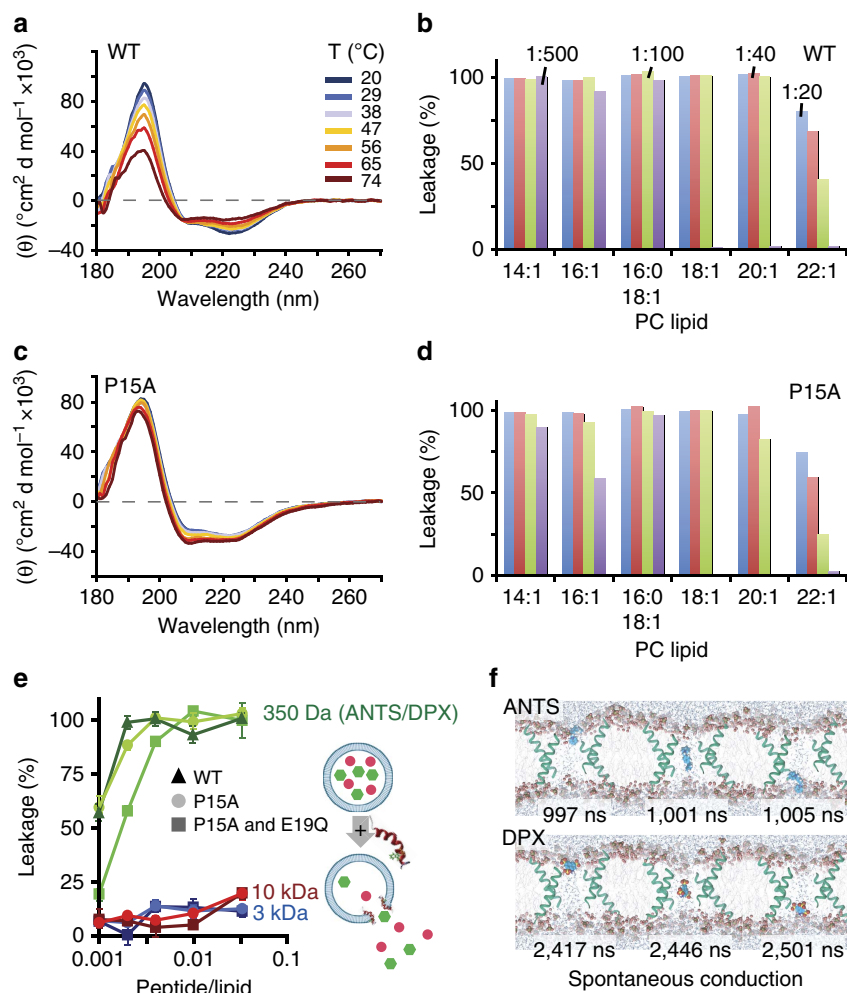 a
WT
T (°C)
20
29
38
47
56
65
74
80
40
0
−40
(θ) (°cm² d mol⁻¹ ×10³)
180 200 220 240 260
Wavelength (nm)
b
1:500 1:100 1:40 WT
1:20
100
50
0
Leakage (%)
14:1 16:1 16:0 18:1 20:1 22:1
18:1
PC lipid
c
P15A
80
40
0
−40
(θ) (°cm² d mol⁻¹ ×10³)
180 200 220 240 260
Wavelength (nm)
d
P15A
100
50
0
Leakage (%)
14:1 16:1 16:0 18:1 20:1 22:1
18:1
PC lipid
e
100
75
50
25
0
Leakage (%)
350 Da (ANTS/DPX)
WT
P15A
P15A and E19Q
10 kDa
3 kDa
+
0.001 0.01 0.1
Peptide/lipid
f
ANTS
997 ns 1,001 ns 1,005 ns
DPX
2,417 ns 2,446 ns 2,501 ns
Spontaneous conduction